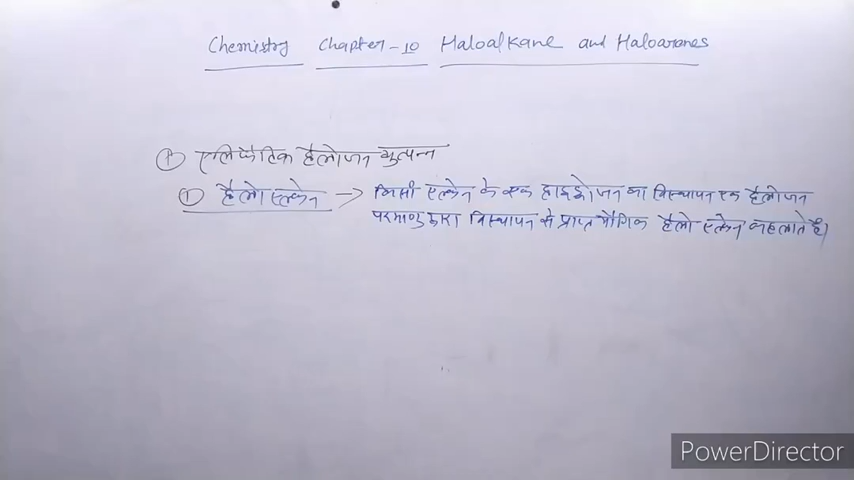 Chemistry Chapter-10 Haloalkane and Haloarenes
① एलिफैटिक हैलोजन व्युत्पन्न
① हैलो एल्केन → किसी एल्केन के एक हाइड्रोजन का विस्थापन एक हैलोजन
परमाणु द्वारा विस्थापन से प्राप्त यौगिक हैलो एल्केन कहलाते है।
PowerDirector